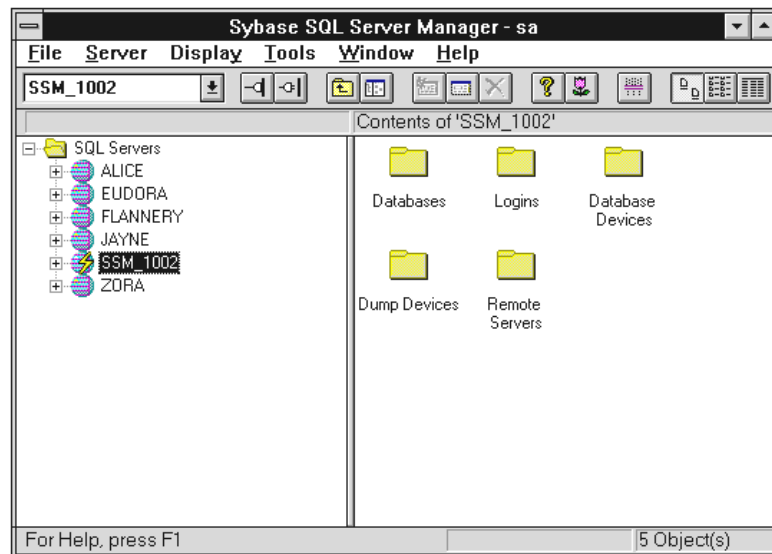 Sybase SQL Server Manager - sa
File Server Display Tools Window Help
SSM_1002
Contents of 'SSM_1002'
SQL Servers
ALICE
EUDORA
FLANNERY
JAYNE
SSM_1002
ZORA
Databases
Logins
Database
Devices
Dump Devices
Remote
Servers
For Help, press F1
5 Object(s)